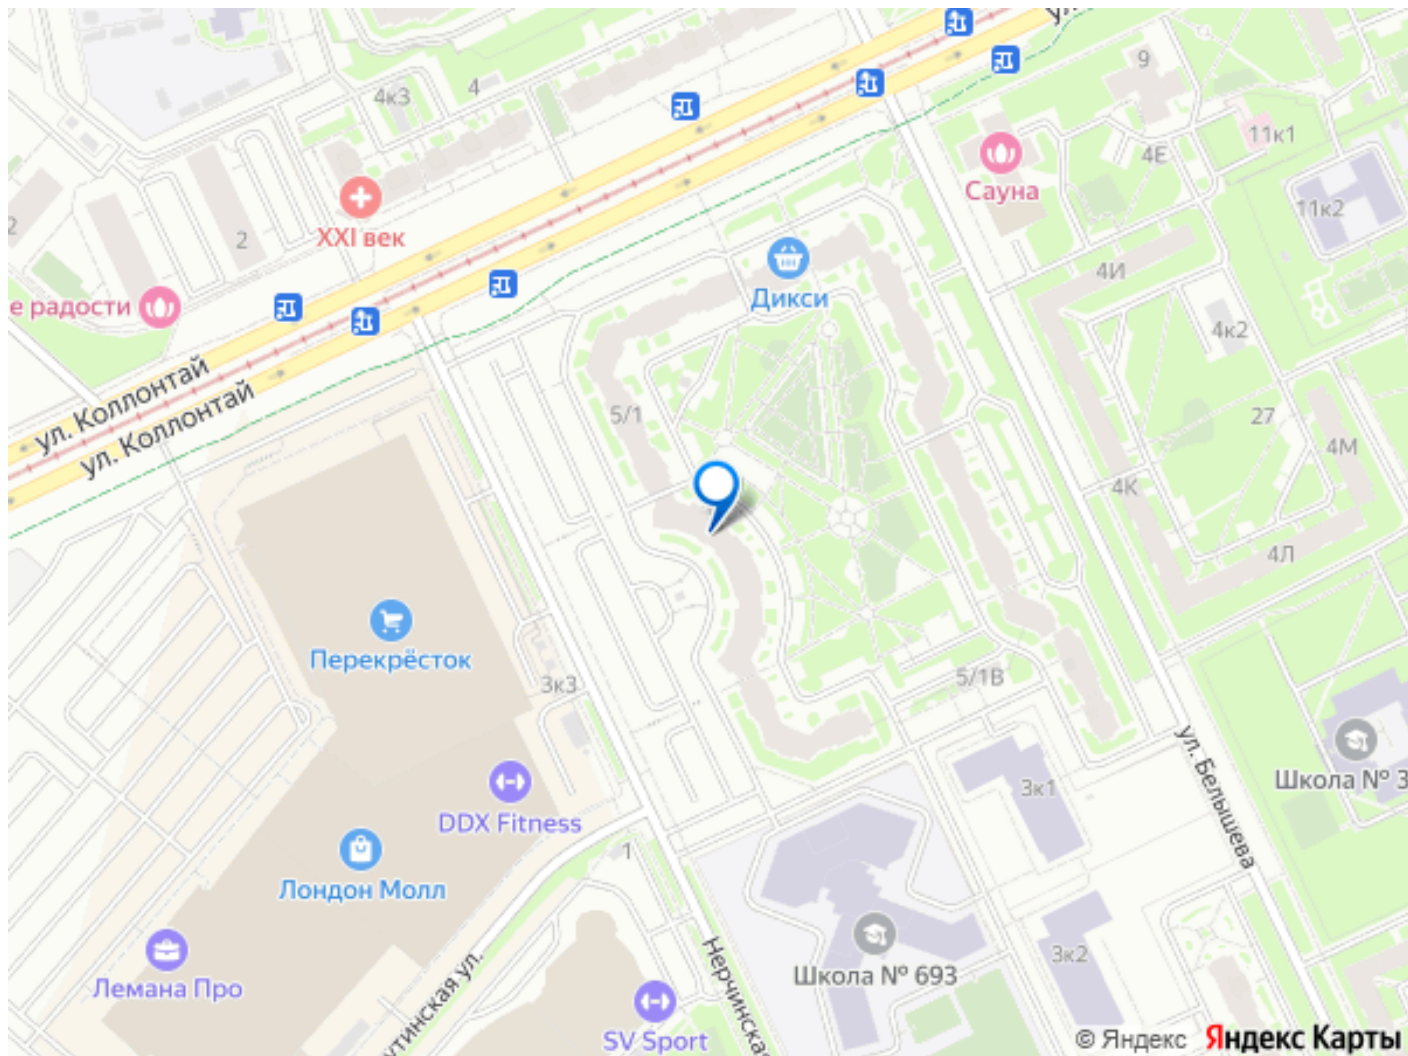 4
4к3
9
11к1
4Е
Сауна
11к2
XXI век
2
2
е радости
4И
Дикси
4к2
ул. Коллонтай
ул. Коллонтай
5/1
27
4М
4К
4Л
Перекрёсток
3к3
5/1В
ул. Белышева
Школа № 3
3к1
DDX Fitness
1
Лондон Молл
Школа № 693
3к2
Лемана Про
утинская ул.
Нерчинская
SV Sport
© Яндекс Яндекс Карты